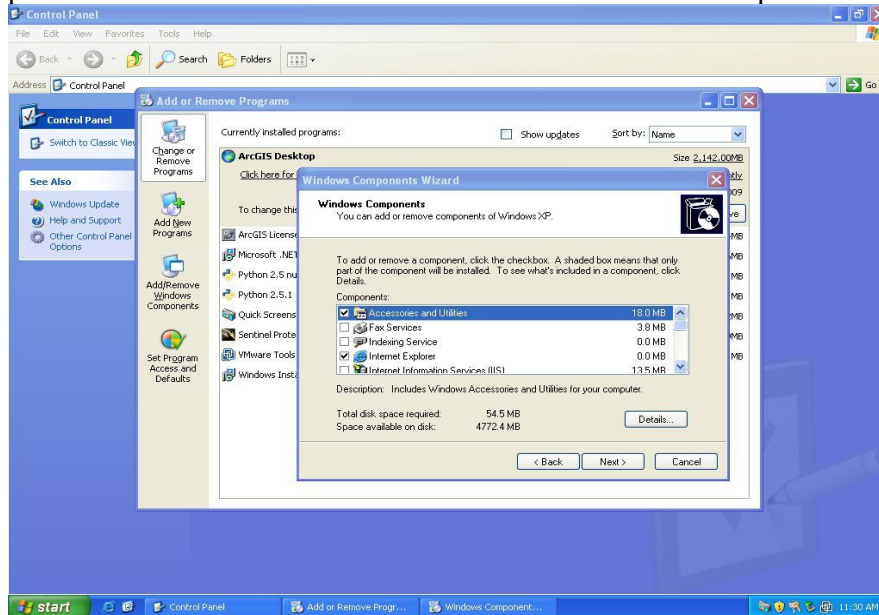 Control Panel
File Edit View Favorites Tools Help
Back Search Folders
Address Control Panel Go
Control Panel
Switch to Classic View
See Also
Windows Update
Help and Support
Other Control Panel
Options
Add or Remove Programs
Change or
Remove
Programs
Add New
Programs
Add/Remove
Windows
Components
Set Program
Access and
Defaults
Currently installed programs: Show updates Sort by: Name
ArcGIS Desktop Size 2,142.00MB
Click here for
To change this
ArcGIS License
Microsoft .NET
Python 2.5
Python 2.5.1
Quick Screens
Sentinel Prote
VMware Tools
Windows Insta
MB
MB
MB
MB
MB
MB
MB
Windows Components Wizard
Windows Components
You can add or remove components of Windows XP.
To add or remove a component, click the checkbox. A shaded box means that only
part of the component will be installed. To see what's included in a component, click
Details.
Components:
Accessories and Utilities 18.0 MB
Fax Services 3.8 MB
Indexing Service 0.0 MB
Internet Explorer 0.0 MB
Internet Information Services (IIS) 13.5 MB
Description: Includes Windows Accessories and Utilities for your computer.
Total disk space required: 54.5 MB
Space available on disk: 4772.4 MB
Details...
< Back Next > Cancel
start Control Panel Add or Remove Progr... Windows Component... 11:30 AM